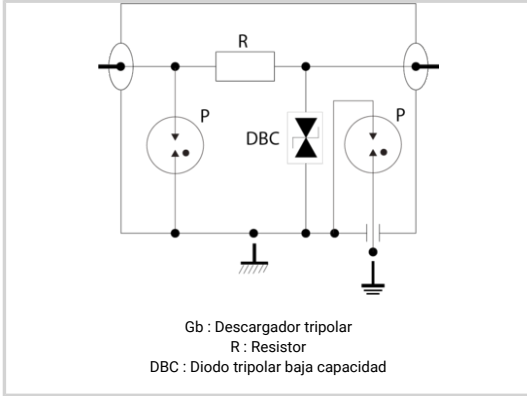 R
P
DBC
P
Gb : Descargador tripolar
R : Resistor
DBC : Diodo tripolar baja capacidad